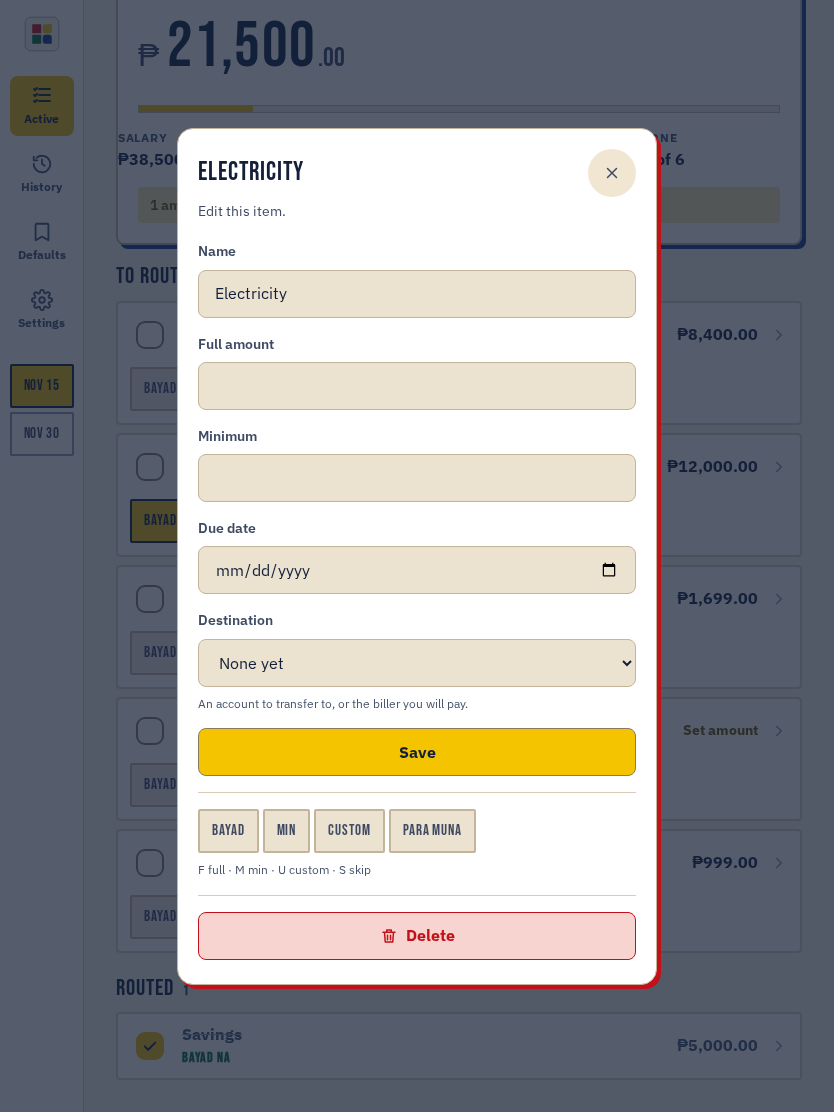 ₱ 21,500 .00
Active
SALARY
₱38,50
of 6
History
1 am
Defaults
TO ROUT
Settings
₱8,400.00
BAYAD
NOV 15
NOV 30
₱12,000.00
BAYAD
₱1,699.00
BAYAD
Set amount
BAYAD
₱999.00
BAYAD
ELECTRICITY
Edit this item.
Name
Electricity
Full amount
Minimum
Due date
mm/dd/yyyy
Destination
None yet
An account to transfer to, or the biller you will pay.
Save
BAYAD MIN CUSTOM PARA MUNA
F full · M min · U custom · S skip
Delete
ROUTED 1
Savings
BAYAD NA
₱5,000.00